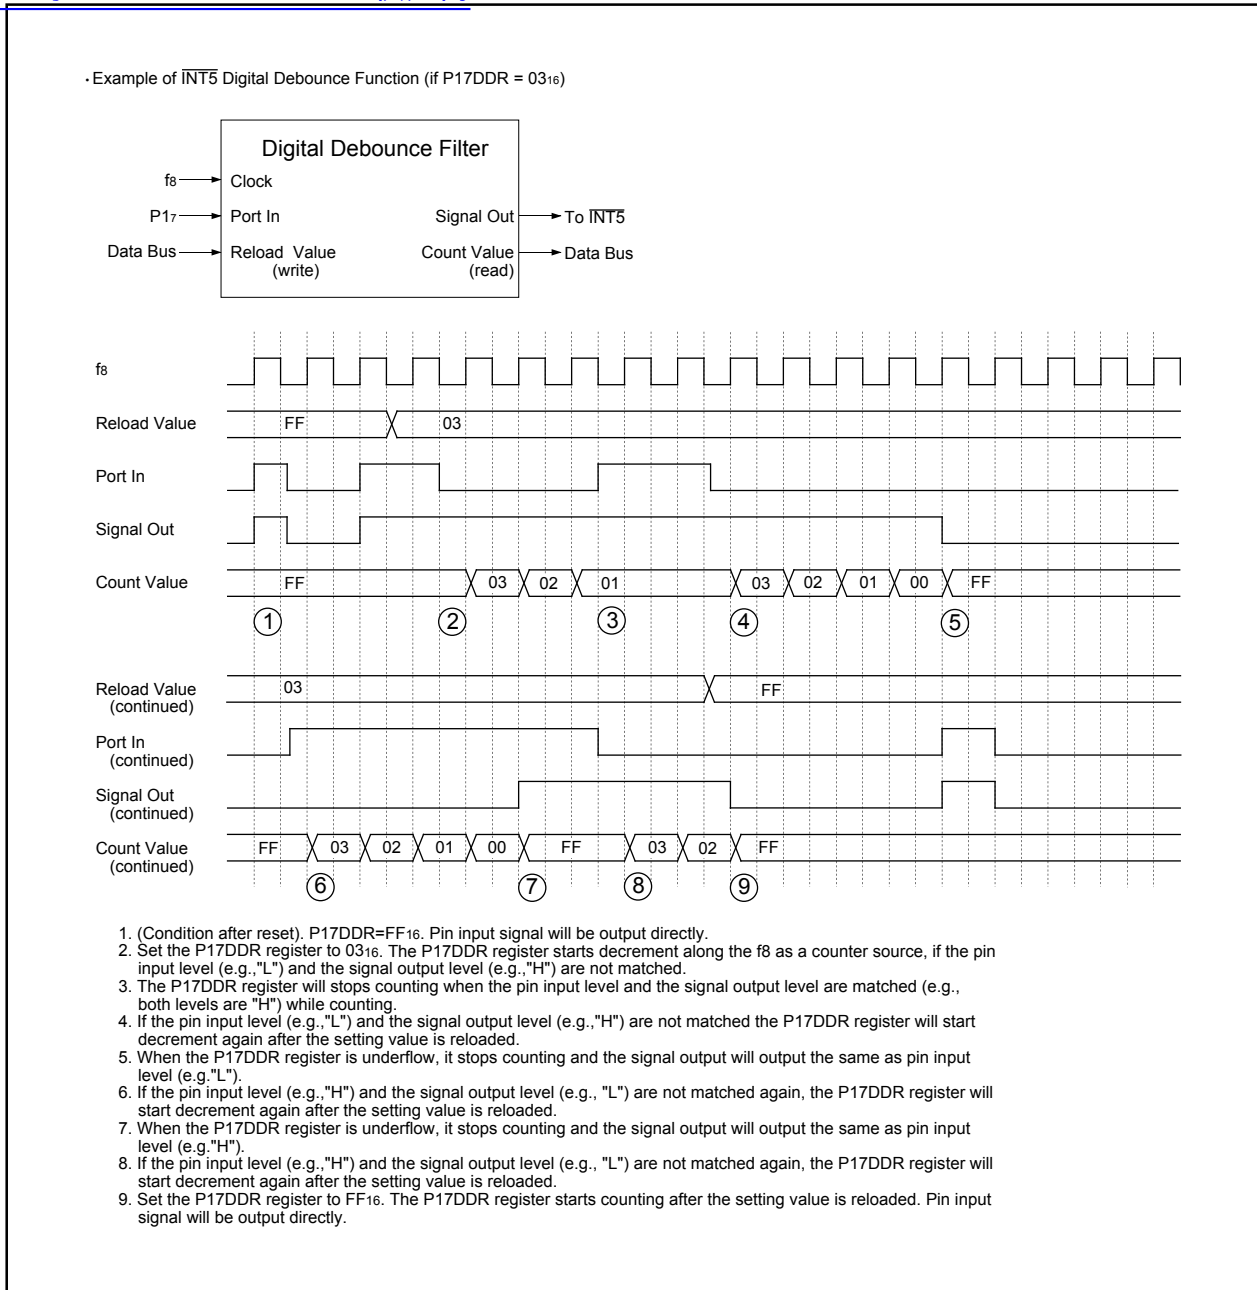 • Example of INT5 Digital Debounce Function (if P17DDR = 0316)
Digital Debounce Filter
f8 Clock
P17 Port In Signal Out To INT5
Data Bus Reload Value Count Value Data Bus
(write) (read)
f8
Reload Value FF 03
Port In
Signal Out
Count Value FF 03 02 01 03 02 01 00 FF
1 2 3 4 5
Reload Value 03 FF
(continued)
Port In
(continued)
Signal Out
(continued)
Count Value FF 03 02 01 00 FF 03 02 FF
(continued)
6 7 8 9
1. (Condition after reset). P17DDR=FF16. Pin input signal will be output directly.
2. Set the P17DDR register to 0316. The P17DDR register starts decrement along the f8 as a counter source, if the pin
input level (e.g.,"L") and the signal output level (e.g.,"H") are not matched.
3. The P17DDR register will stops counting when the pin input level and the signal output level are matched (e.g.,
both levels are "H") while counting.
4. If the pin input level (e.g.,"L") and the signal output level (e.g.,"H") are not matched the P17DDR register will start
decrement again after the setting value is reloaded.
5. When the P17DDR register is underflow, it stops counting and the signal output will output the same as pin input
level (e.g."L").
6. If the pin input level (e.g.,"H") and the signal output level (e.g., "L") are not matched again, the P17DDR register will
start decrement again after the setting value is reloaded.
7. When the P17DDR register is underflow, it stops counting and the signal output will output the same as pin input
level (e.g."H").
8. If the pin input level (e.g.,"H") and the signal output level (e.g., "L") are not matched again, the P17DDR register will
start decrement again after the setting value is reloaded.
9. Set the P17DDR register to FF16. The P17DDR register starts counting after the setting value is reloaded. Pin input
signal will be output directly.